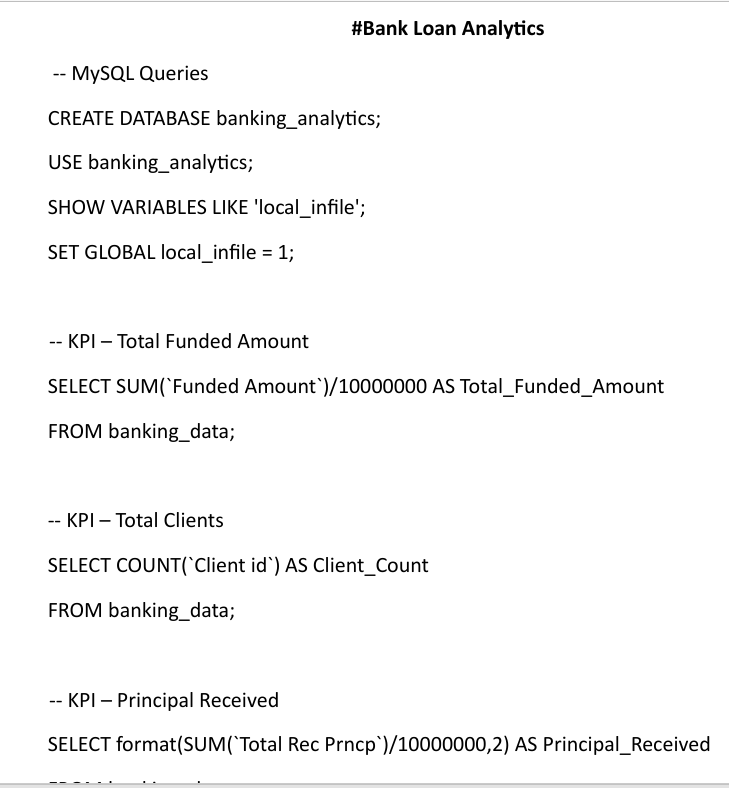 #Bank Loan Analytics
-- MySQL Queries
CREATE DATABASE banking_analytics;
USE banking_analytics;
SHOW VARIABLES LIKE 'local_infile';
SET GLOBAL local_infile = 1;
-- KPI – Total Funded Amount
SELECT SUM(`Funded Amount`)/10000000 AS Total_Funded_Amount
FROM banking_data;
-- KPI – Total Clients
SELECT COUNT(`Client id`) AS Client_Count
FROM banking_data;
-- KPI – Principal Received
SELECT format(SUM(`Total Rec Prncp`)/10000000,2) AS Principal_Received